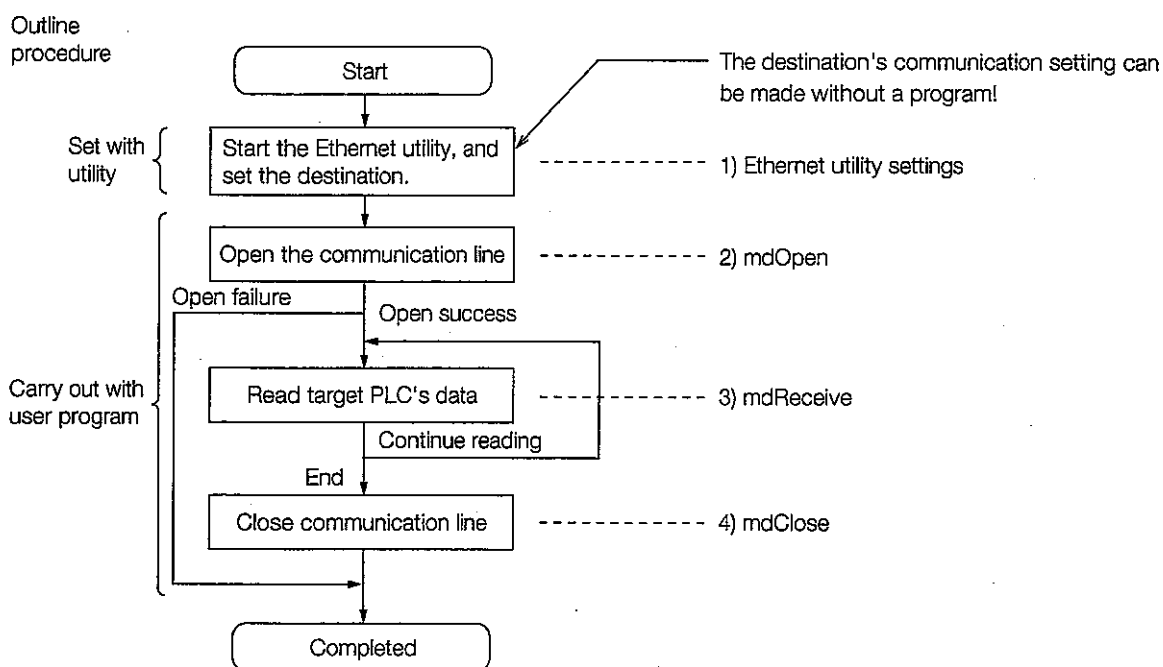 Outline
procedure
Start
The destination's communication setting can
be made without a program!
Set with
utility
Start the Ethernet utility, and
set the destination.
1) Ethernet utility settings
Open the communication line
2) mdOpen
Open failure
Open success
Carry out with
user program
Read target PLC's data
3) mdReceive
Continue reading
End
Close communication line
4) mdClose
Completed